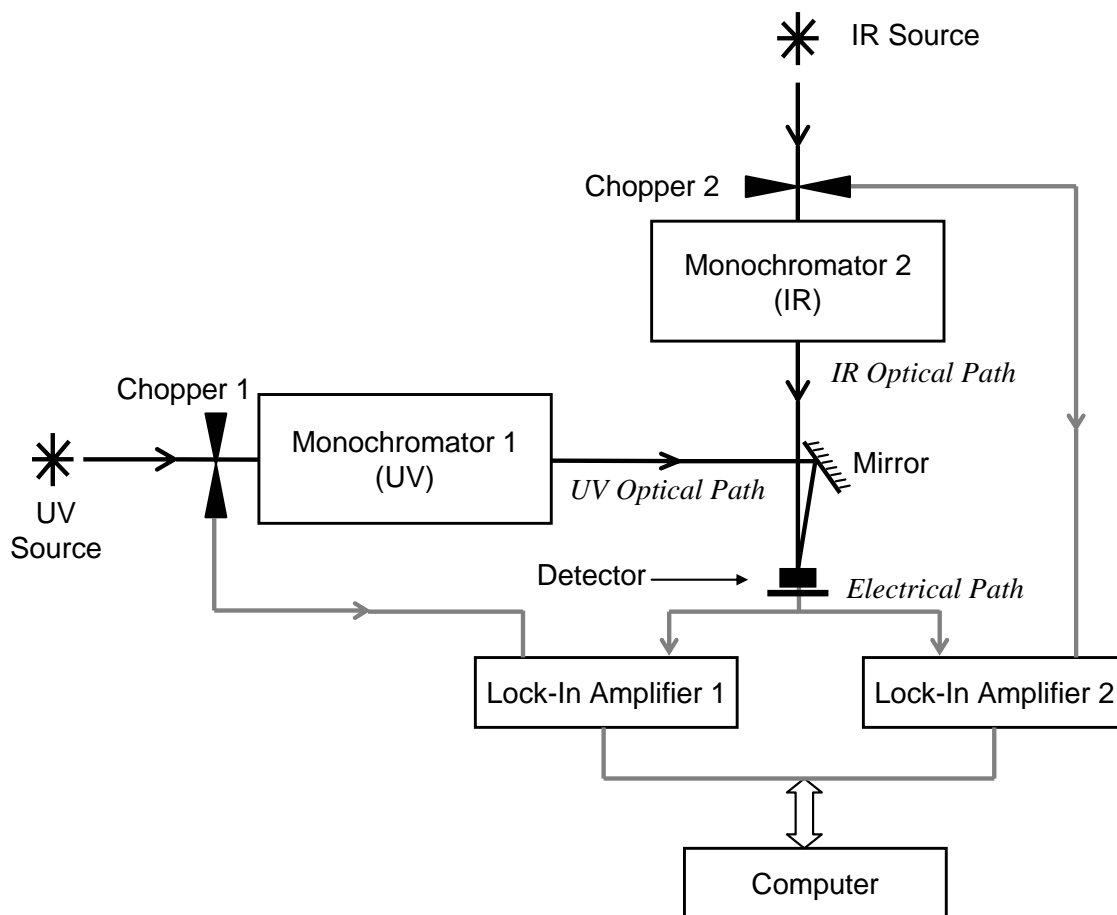 IR Source
Chopper 2
Monochromator 2
(IR)
IR Optical Path
Chopper 1
Monochromator 1
(UV)
Mirror
UV Optical Path
UV
Source
Detector
Electrical Path
Lock-In Amplifier 1
Lock-In Amplifier 2
Computer